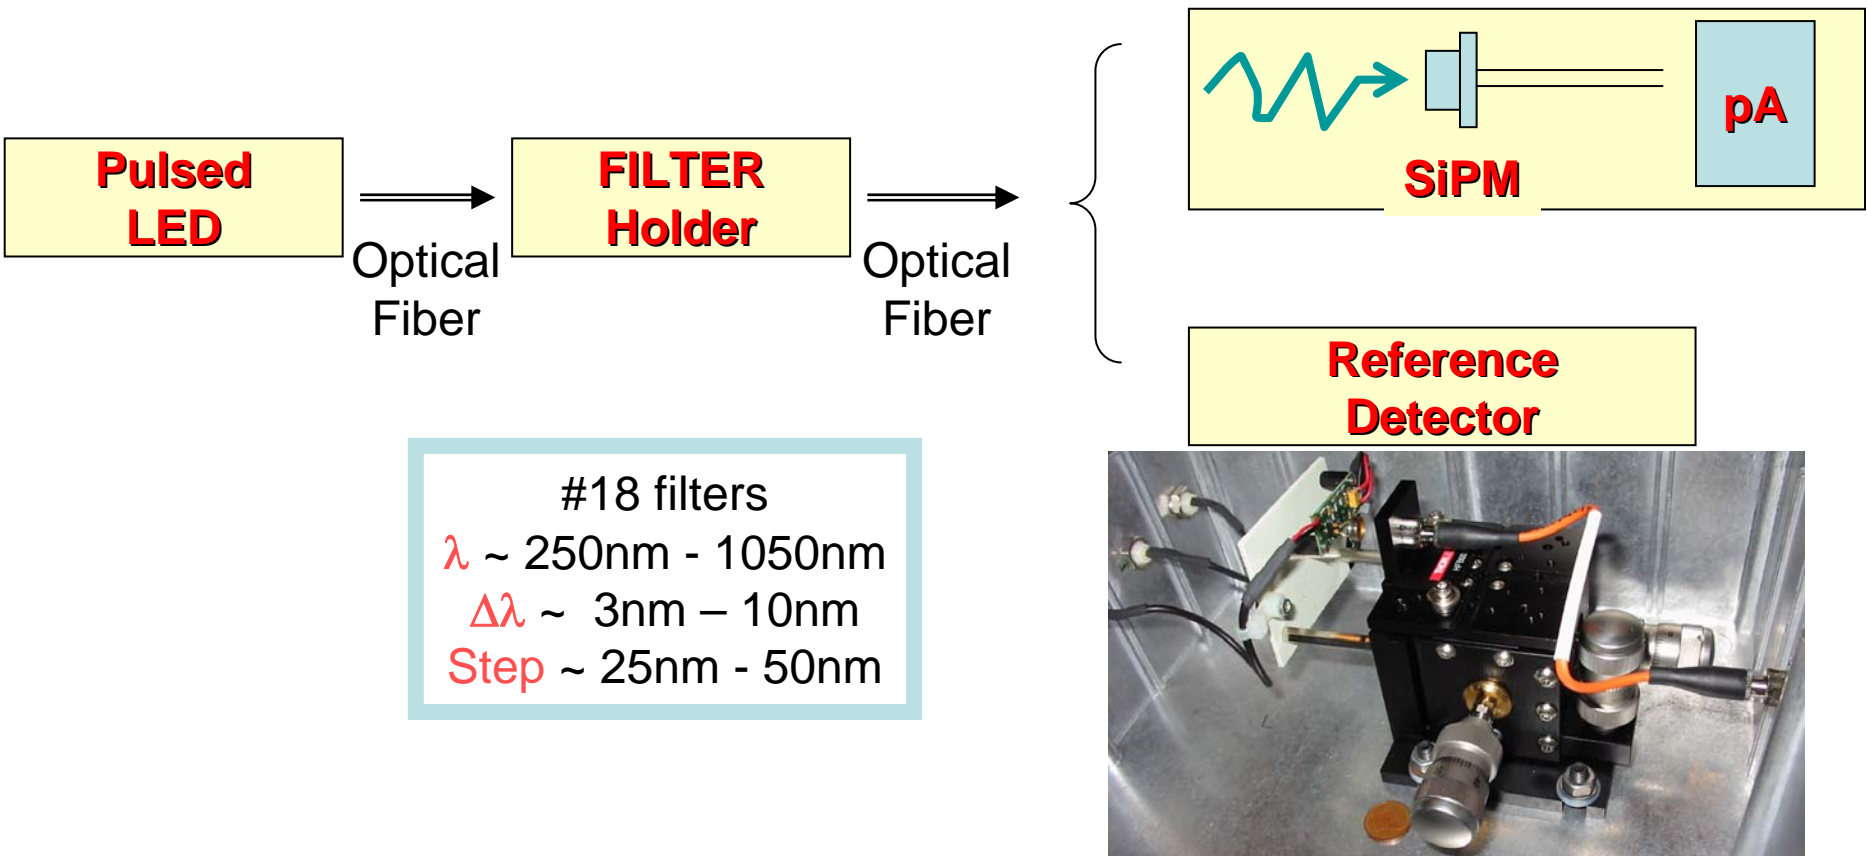 Pulsed
LED
Optical
Fiber
FILTER
Holder
Optical
Fiber
pA
SiPM
Reference
Detector
#18 filters
λ ~ 250nm - 1050nm
Δλ ~ 3nm – 10nm
Step ~ 25nm - 50nm